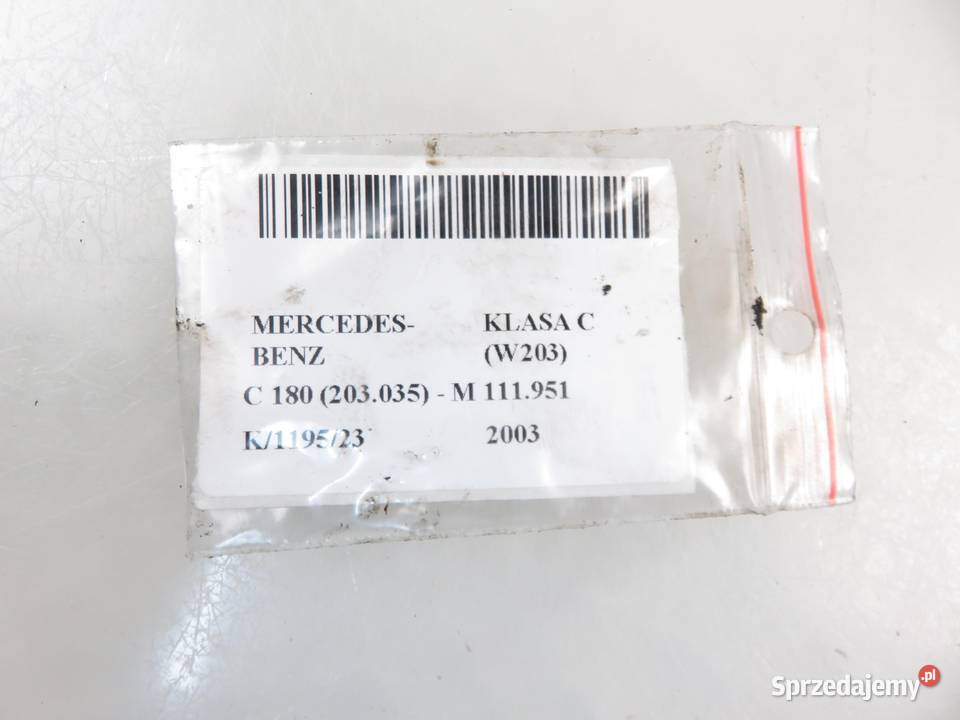 MERCEDES- KLASA C
BENZ (W203)
C 180 (203.035) - M 111.951
K/1195/23 2003
Sprzedajemy.pl